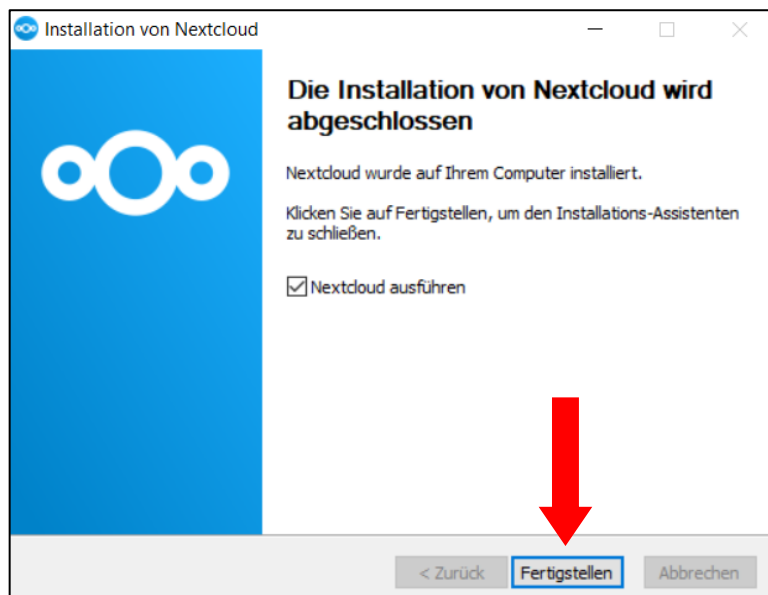 Installation von Nextcloud
Die Installation von Nextcloud wird
abgeschlossen
Nextcloud wurde auf Ihrem Computer installiert.
Klicken Sie auf Fertigstellen, um den Installations-Assistenten
zu schließen.
Nextcloud ausführen
< Zurück Fertigstellen Abbrechen